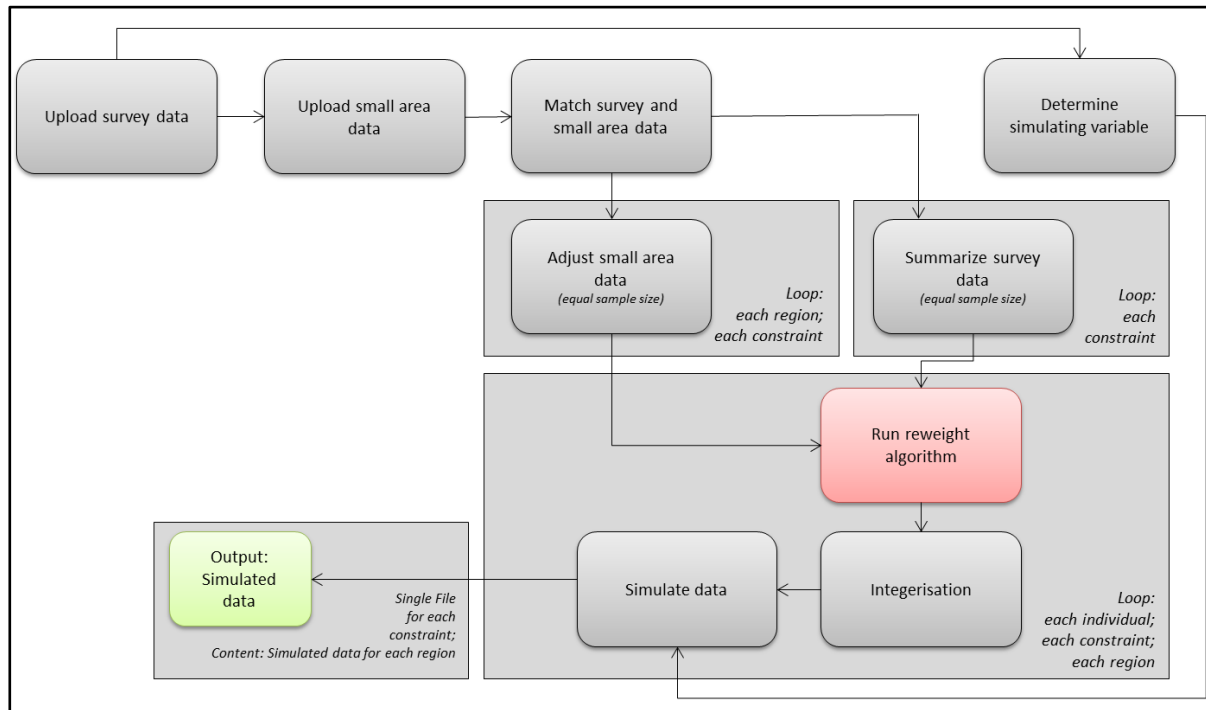 Upload survey data
Upload small area
data
Match survey and
small area data
Determine
simulating variable
Adjust small area
data
(equal sample size)
Loop:
each region;
each constraint
Summarize survey
data
(equal sample size)
Loop:
each
constraint
Run reweight
algorithm
Output:
Simulated
data
Single File
for each
constraint;
Content: Simulated data for each region
Simulate data
Integerisation
Loop:
each individual;
each constraint;
each region